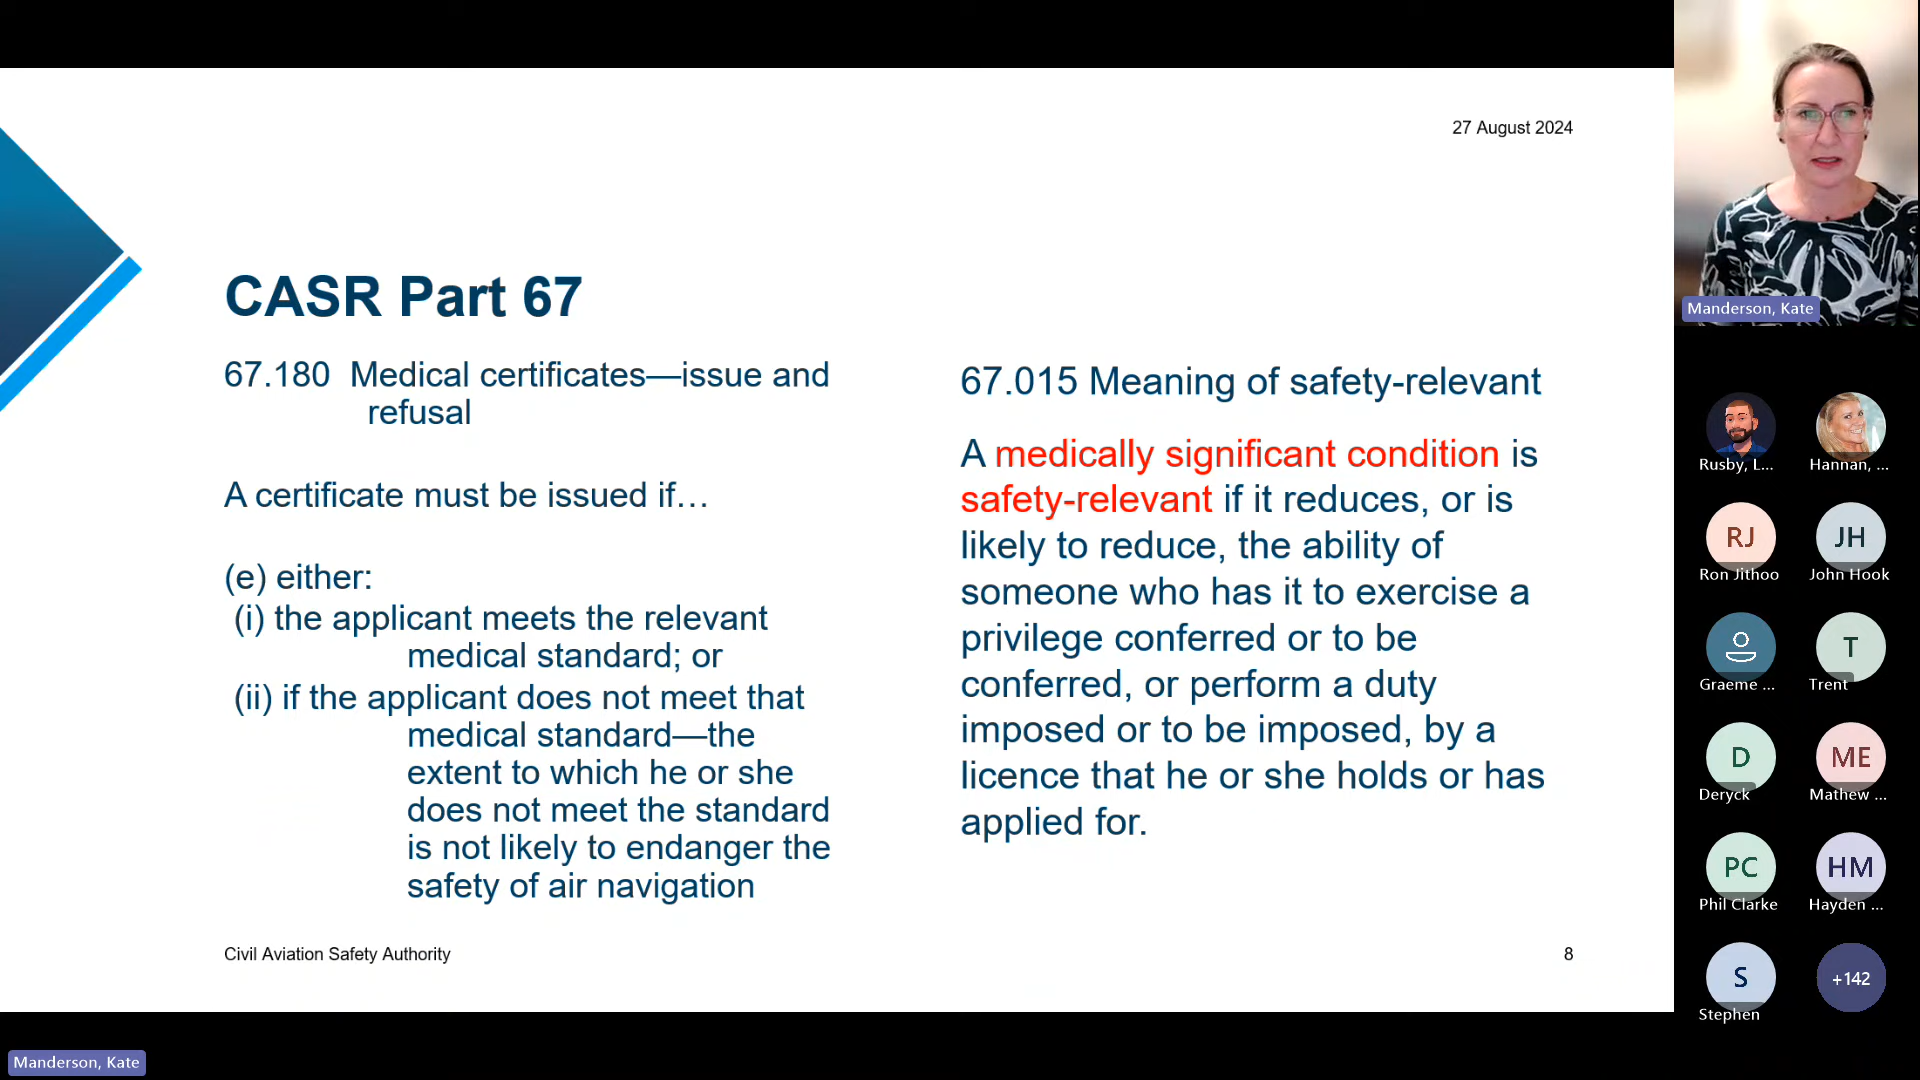 27 August 2024
CASR Part 67
67.180 Medical certificates—issue and
refusal
A certificate must be issued if…
(e) either:
(i) the applicant meets the relevant
medical standard; or
(ii) if the applicant does not meet that
medical standard—the
extent to which he or she
does not meet the standard
is not likely to endanger the
safety of air navigation
67.015 Meaning of safety-relevant
A medically significant condition is
safety-relevant if it reduces, or is
likely to reduce, the ability of
someone who has it to exercise a
privilege conferred or to be
conferred, or perform a duty
imposed or to be imposed, by a
licence that he or she holds or has
applied for.
Civil Aviation Safety Authority
8
Manderson, Kate
Rusby, L...
Hannan, ...
RJ
JH
Ron Jithoo
John Hook
T
Graeme ...
Trent
D
ME
Deryck
Mathew ...
PC
HM
Phil Clarke
Hayden ...
S
+142
Stephen
Manderson, Kate